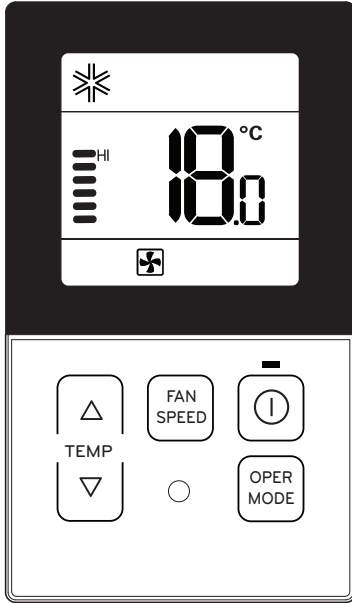 HI
18.0 °C
FAN
SPEED
TEMP
OPER
MODE